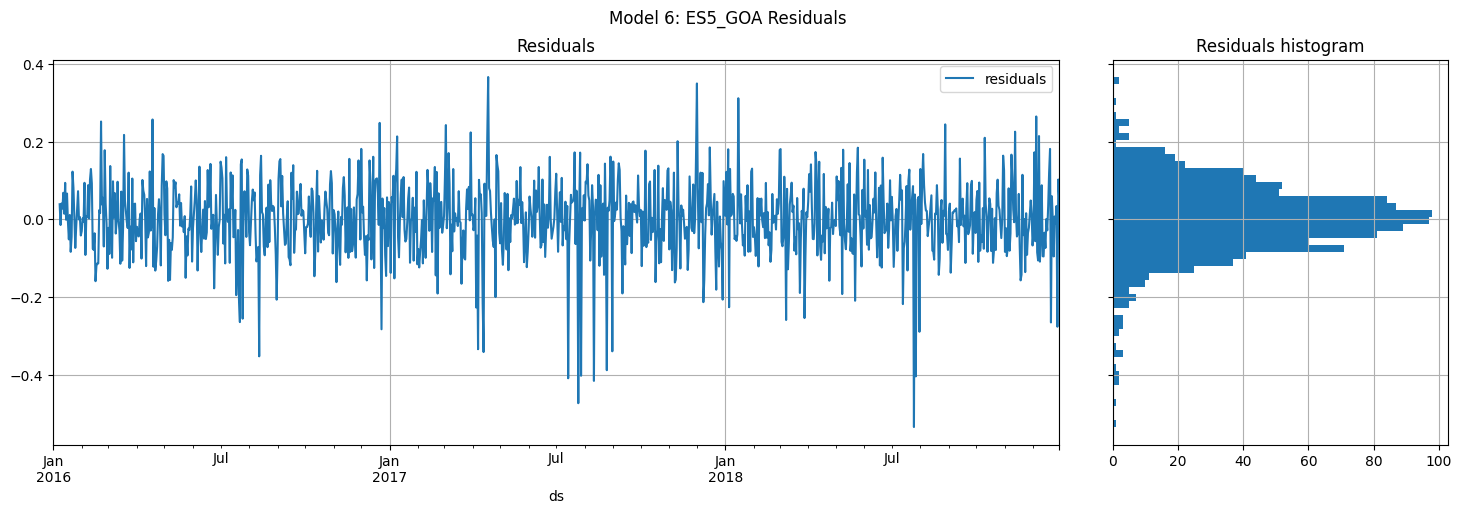 Model 6: ES5_GOA Residuals
Residuals
Residuals histogram
residuals
0.4
0.2
0.0
−0.2
−0.4
Jan
2016
Jul
Jan
2017
Jul
Jan
2018
Jul
ds
0 20 40 60 80 100